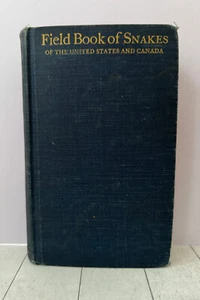 Field Book of Snakes
OF THE UNITED STATES AND CANADA